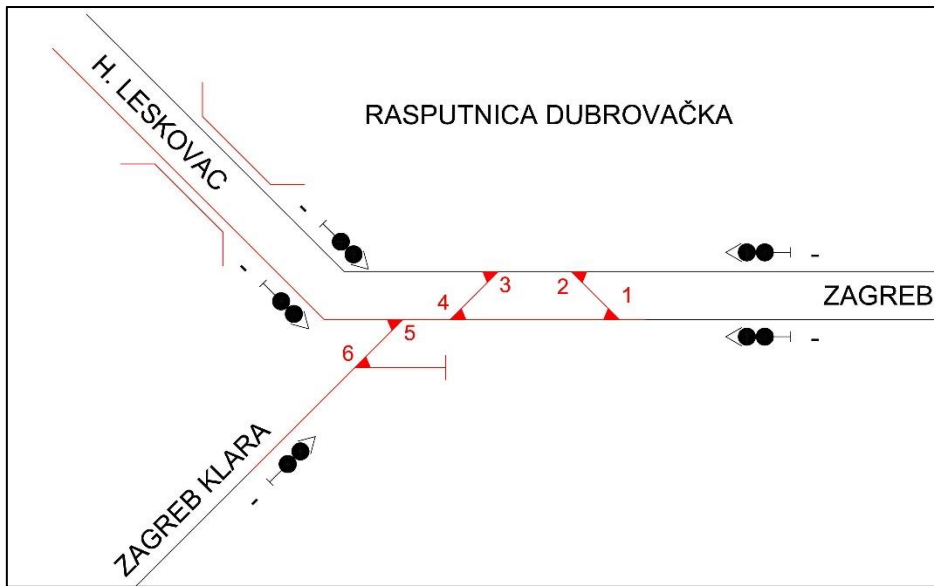 H. LESKOVAC
RASPUTNICA DUBROVAČKA
-
-
-
3
2
4
1
ZAGREB
5
-
6
ZAGREB KLARA
-